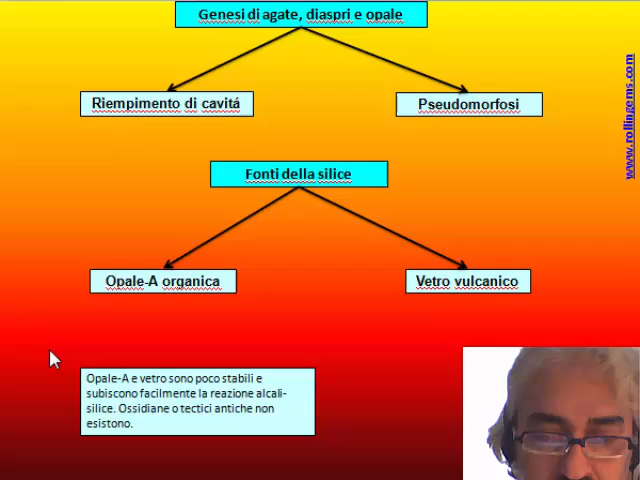 Genesi di agate, diaspri e opale
Riempimento di cavitá
Pseudomorfosi
www.rollingems.com
Fonti della silice
Opale-A organica
Vetro vulcanico
Opale-A e vetro sono poco stabili e
subiscono facilmente la reazione alcali-
silice. Ossidiane o tectici antiche non
esistono.